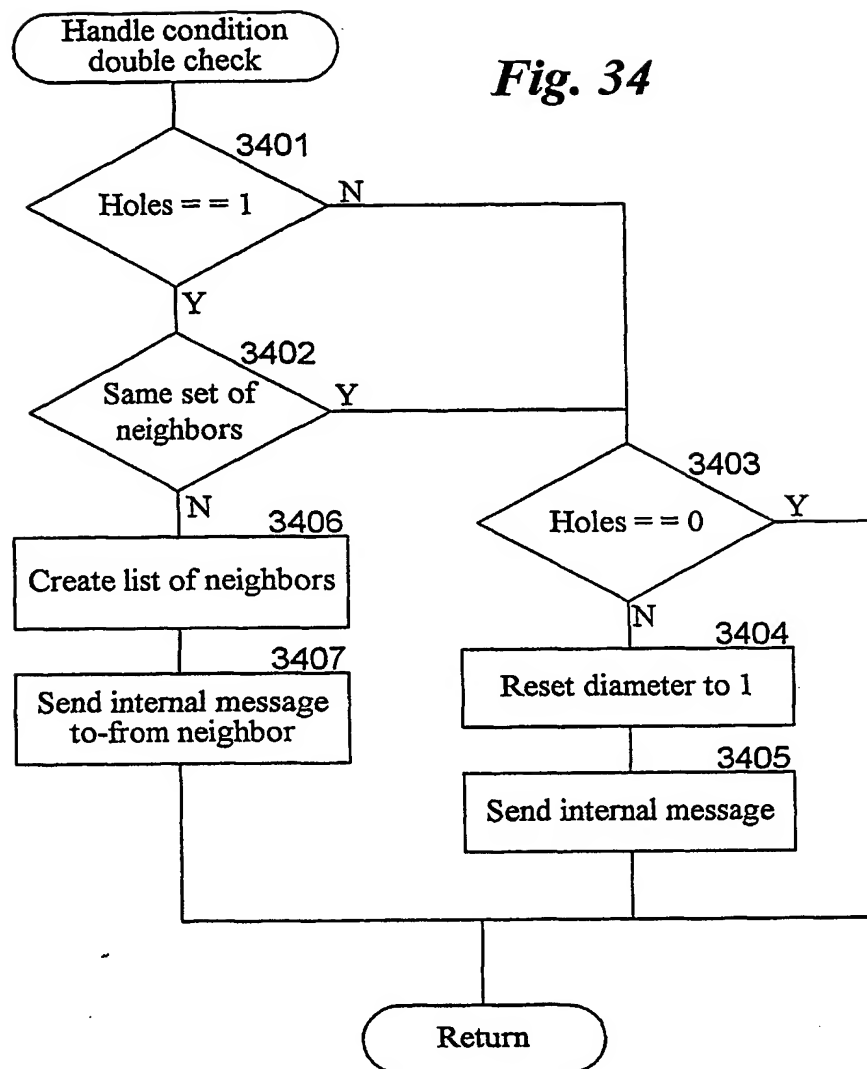 Handle condition
double check
Fig. 34
3401
Holes = = 1
N
Y
3402
Same set of
neighbors
Y
N
3403
Holes = = 0
Y
N
3406
Create list of neighbors
3404
Reset diameter to 1
3407
Send internal message
to-from neighbor
3405
Send internal message
Return